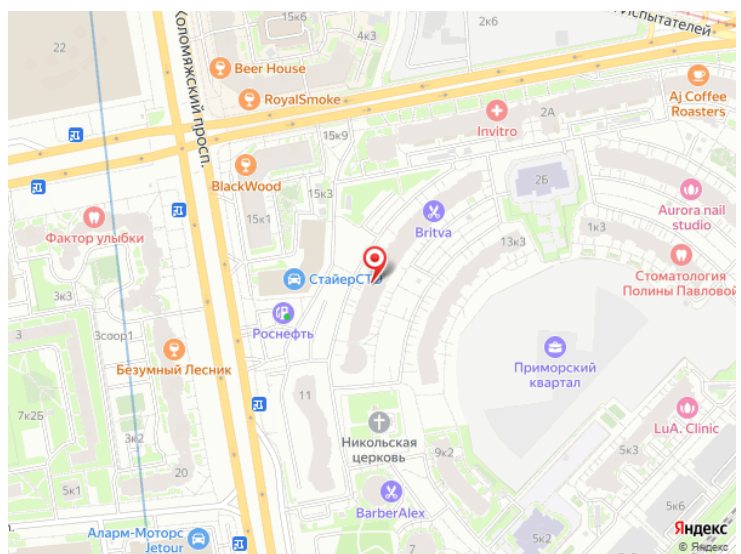 15к6
4к3
2к6
Испытателей
22
Beer House
RoyalSmoke
Коломяжский просп.
15к9
Invitro
2А
Aj Coffee
Roasters
BlackWood
15к3
15к1
2Б
Фактор улыбки
Britva
Aurora nail
studio
13к3
1к3
СтайерСТО
Стоматология
Полины Павловой
3к3
Роснефть
3соор1
Безумный Лесник
Приморский
квартал
11
7к2Б
LuA. Clinic
Никольская
церковь
3к2
9к2
5к3
20
5к1
BarberAlex
5к6
Аларм-Моторс
Jetour
5к2
Яндекс
© Яндекс